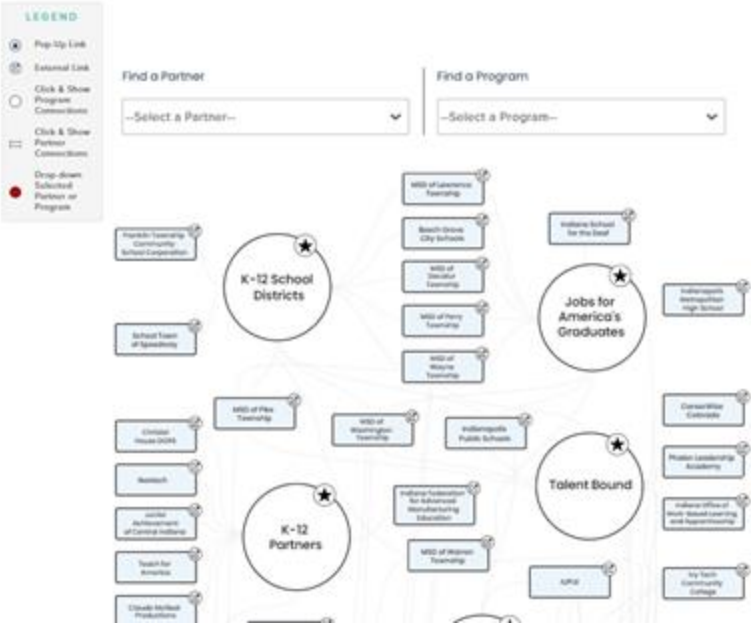 LEGEND
Pop-Up Link
External Link
Click & Show
Program
Connections
Click & Show
Partner
Connections
Drop-down
Selected
Partner or
Program
Find a Partner
Find a Program
--Select a Partner--
--Select a Program--
MSD of Lawrence
Township
Franklin Township
Community
School Corporation
K-12 School
Districts
Beech Grove
City Schools
Indiana School
for the Deaf
MSD of
Decatur
Township
Jobs for
America's
Graduates
Indianapolis
Metropolitan
High School
School Town
of Speedway
MSD of Perry
Township
MSD of
Wayne
Township
MSD of Pike
Township
MSD of
Washington
Township
Indianapolis
Public Schools
CareerWise
Colorado
Christel
House DORS
Talent Bound
Phalen Leadership
Academy
Junior
Achievement
of Central Indiana
K-12
Partners
Indiana Federation
for Advanced
Manufacturing
Education
Indiana Office of
Work-Based Learning
and Apprenticeship
MSD of Warren
Township
Teach for
America
IUPUI
Ivy Tech
Community
College
Claude McNeal
Productions